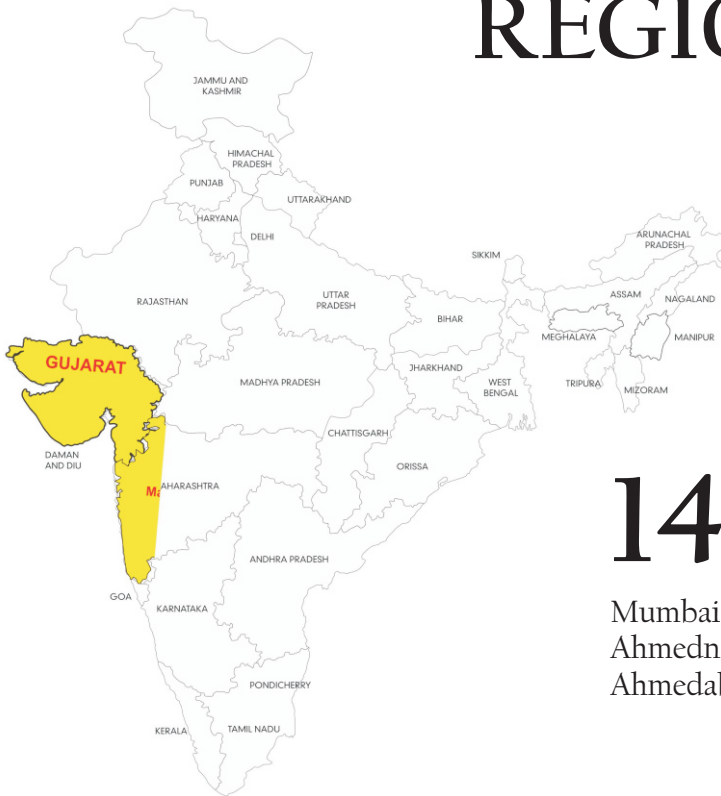 REGIO
JAMMU AND
KASHMIR
HIMACHAL
PRADESH
PUNJAB
UTTARAKHAND
HARYANA
DELHI
ARUNACHAL
PRADESH
SIKKIM
RAJASTHAN
UTTAR
PRADESH
ASSAM
NAGALAND
BIHAR
MEGHALAYA
MANIPUR
GUJARAT
JHARKHAND
MADHYA PRADESH
WEST
BENGAL
TRIPURA
MIZORAM
CHATTISGARH
DAMAN
AND DIU
ORISSA
MaAHARASHTRA
14
ANDHRA PRADESH
GOA
KARNATAKA
Mumbai
Ahmedn
Ahmedab
PONDICHERRY
KERALA
TAMIL NADU